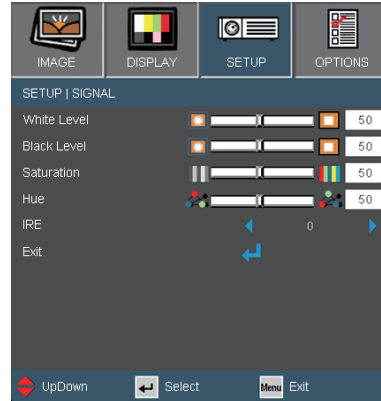 IMAGE DISPLAY SETUP OPTIONS
SETUP | SIGNAL
White Level 50
Black Level 50
Saturation 50
Hue 50
IRE 0
Exit
UpDown Select Menu Exit